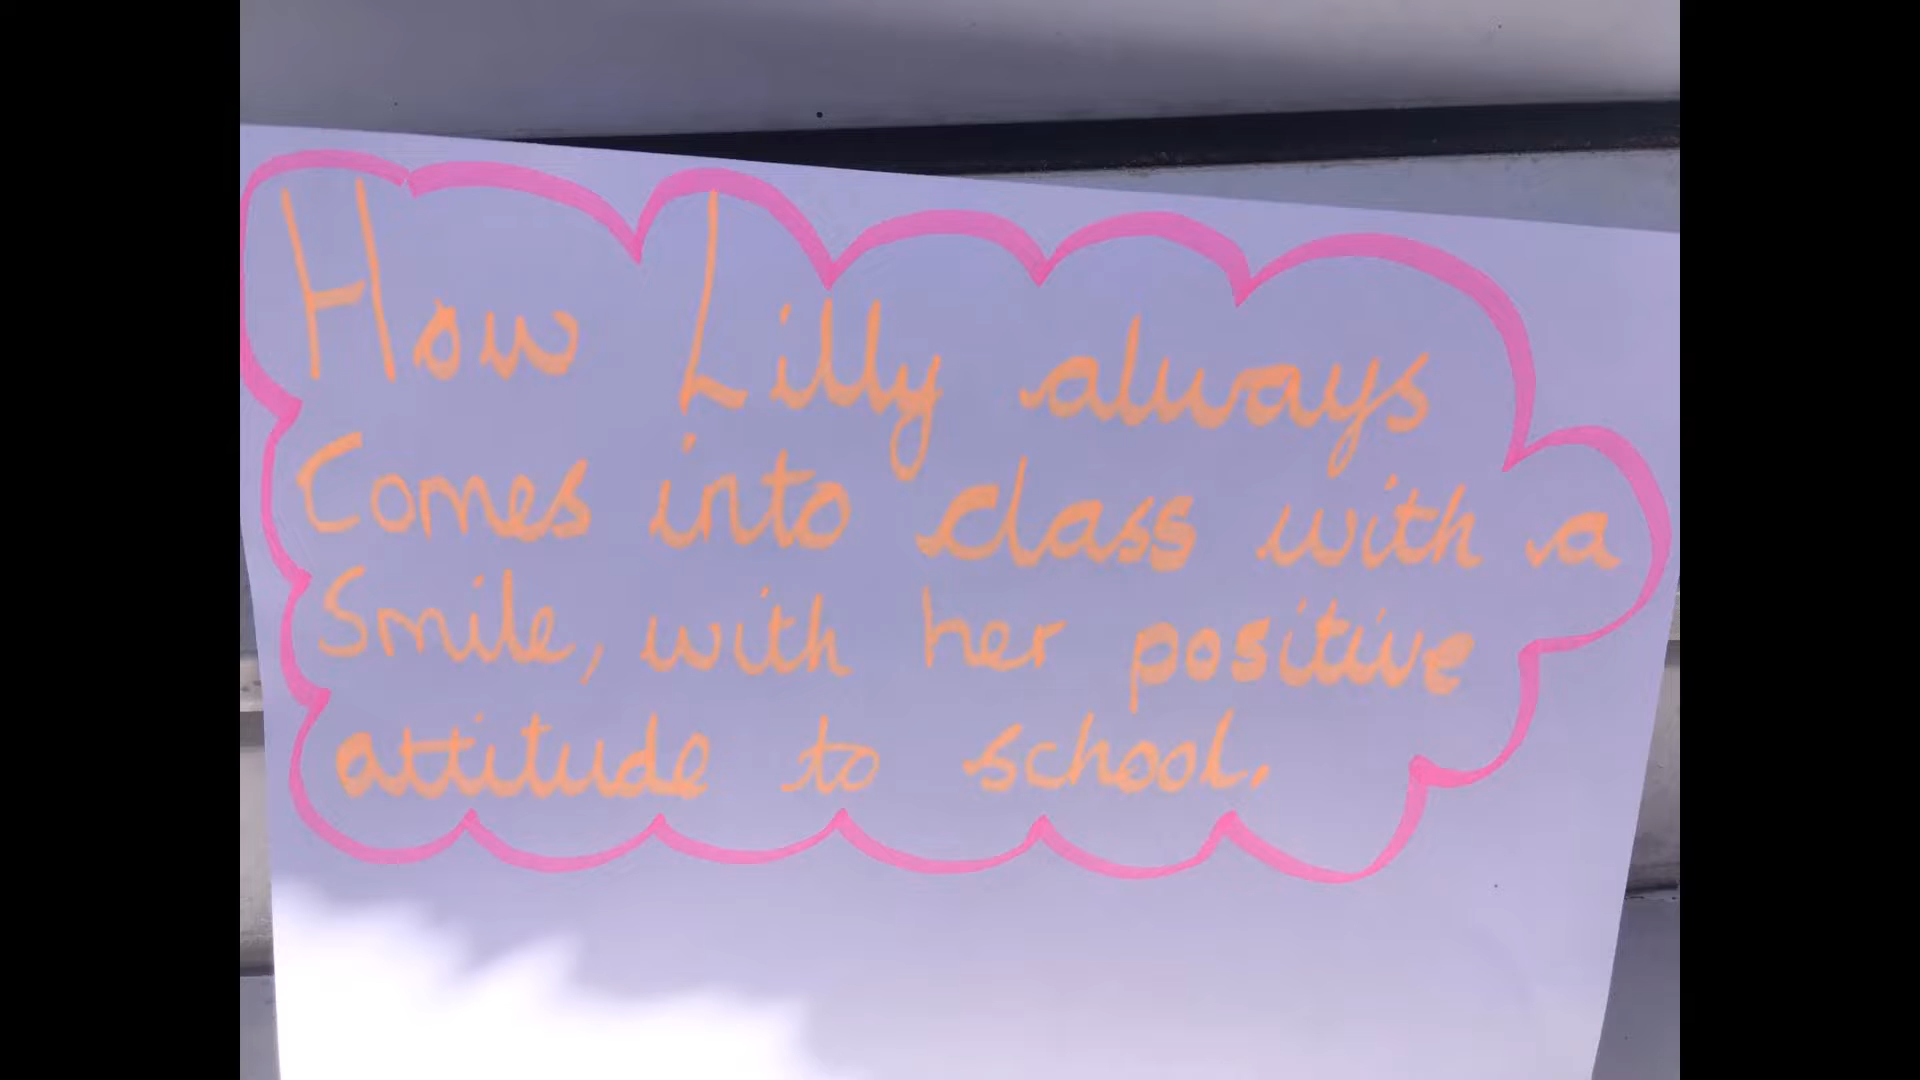 How Lilly always
Comes into class with a
Smile, with her positive
attitude to school.